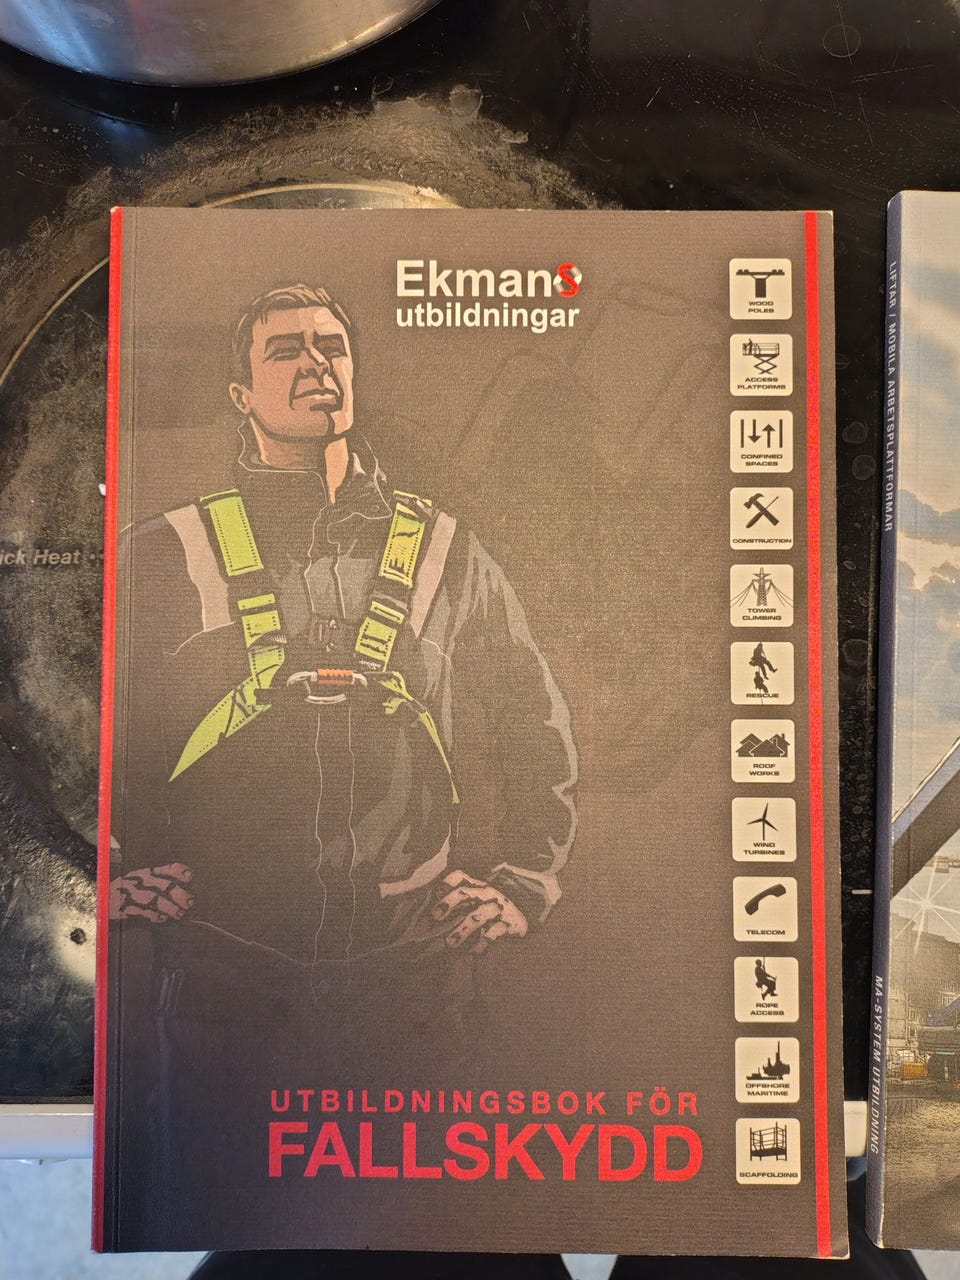 Ekmans
utbildningar
WOOD
POLES
ACCESS
PLATFORMS
CONFINED
SPACES
CONSTRUCTION
TOWER
CLIMBING
RESCUE
ROOF
WORKS
WIND
TURBINES
TELECOM
ROPE
ACCESS
OFFSHORE
MARITIME
SCAFFOLDING
UTBILDNINGSBOK FÖR
FALLSKYDD
LIFTAR / MOBILA ARBETSPLATTFORMAR
MA-SYSTEM UTBILDNING
Heat